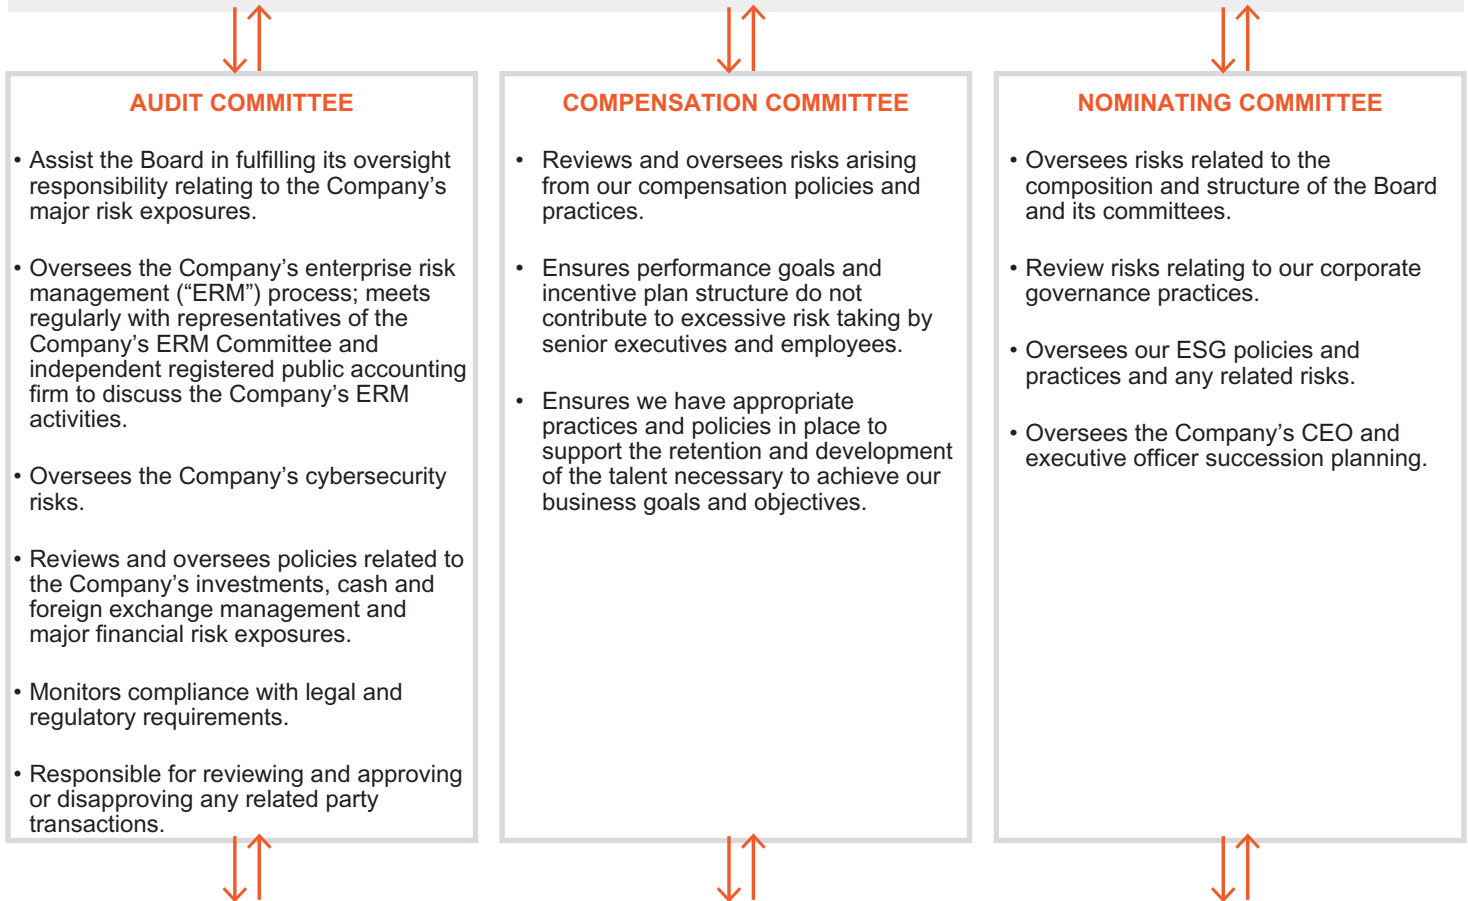 AUDIT COMMITTEE
• Assist the Board in fulfilling its oversight
responsibility relating to the Company’s
major risk exposures.
• Oversees the Company’s enterprise risk
management (“ERM”) process; meets
regularly with representatives of the
Company’s ERM Committee and
independent registered public accounting
firm to discuss the Company’s ERM
activities.
• Oversees the Company’s cybersecurity
risks.
• Reviews and oversees policies related to
the Company’s investments, cash and
foreign exchange management and
major financial risk exposures.
• Monitors compliance with legal and
regulatory requirements.
• Responsible for reviewing and approving
or disapproving any related party
transactions.
COMPENSATION COMMITTEE
• Reviews and oversees risks arising
from our compensation policies and
practices.
• Ensures performance goals and
incentive plan structure do not
contribute to excessive risk taking by
senior executives and employees.
• Ensures we have appropriate
practices and policies in place to
support the retention and development
of the talent necessary to achieve our
business goals and objectives.
NOMINATING COMMITTEE
• Oversees risks related to the
composition and structure of the Board
and its committees.
• Review risks relating to our corporate
governance practices.
• Oversees our ESG policies and
practices and any related risks.
• Oversees the Company’s CEO and
executive officer succession planning.